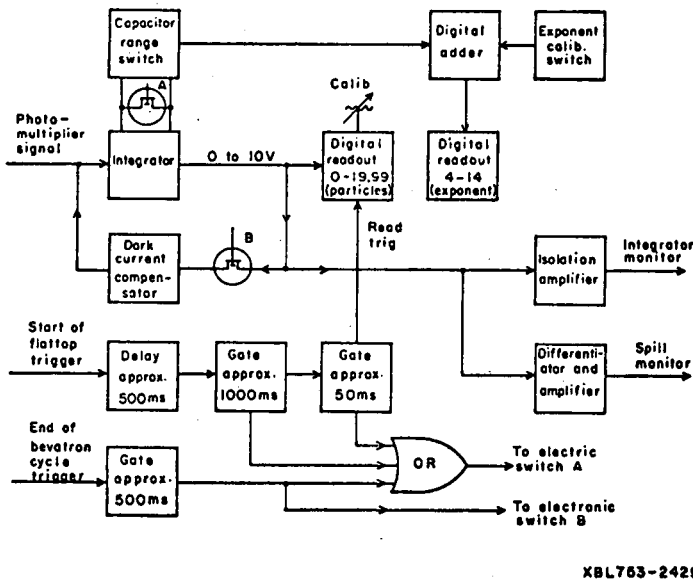 Capacitor
range
switch
A
Digital
adder
Exponent
calib.
switch
Calib
Photo-
multiplier
signal
Integrator
0 to 10V
Digital
readout
0-19.99
(particles)
Digital
readout
4-14
(exponent)
Read
trig
Dark
current
compen-
sator
B
Isolation
amplifier
Integrator
monitor
Start of
flattop
trigger
Delay
approx.
500ms
Gate
approx.
1000ms
Gate
approx.
50ms
Differenti-
ator and
amplifier
Spill
monitor
End of
bevatron
cycle
trigger
Gate
approx.
500ms
OR
To electric
switch A
To electronic
switch B